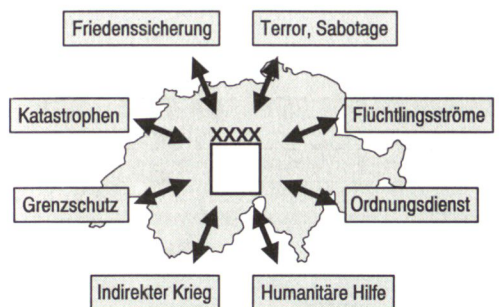 Friedenssicherung
Terror, Sabotage
Katastrophen
Flüchtlingsströme
XXXX
Grenzschutz
Ordnungsdienst
Indirekter Krieg
Humanitäre Hilfe